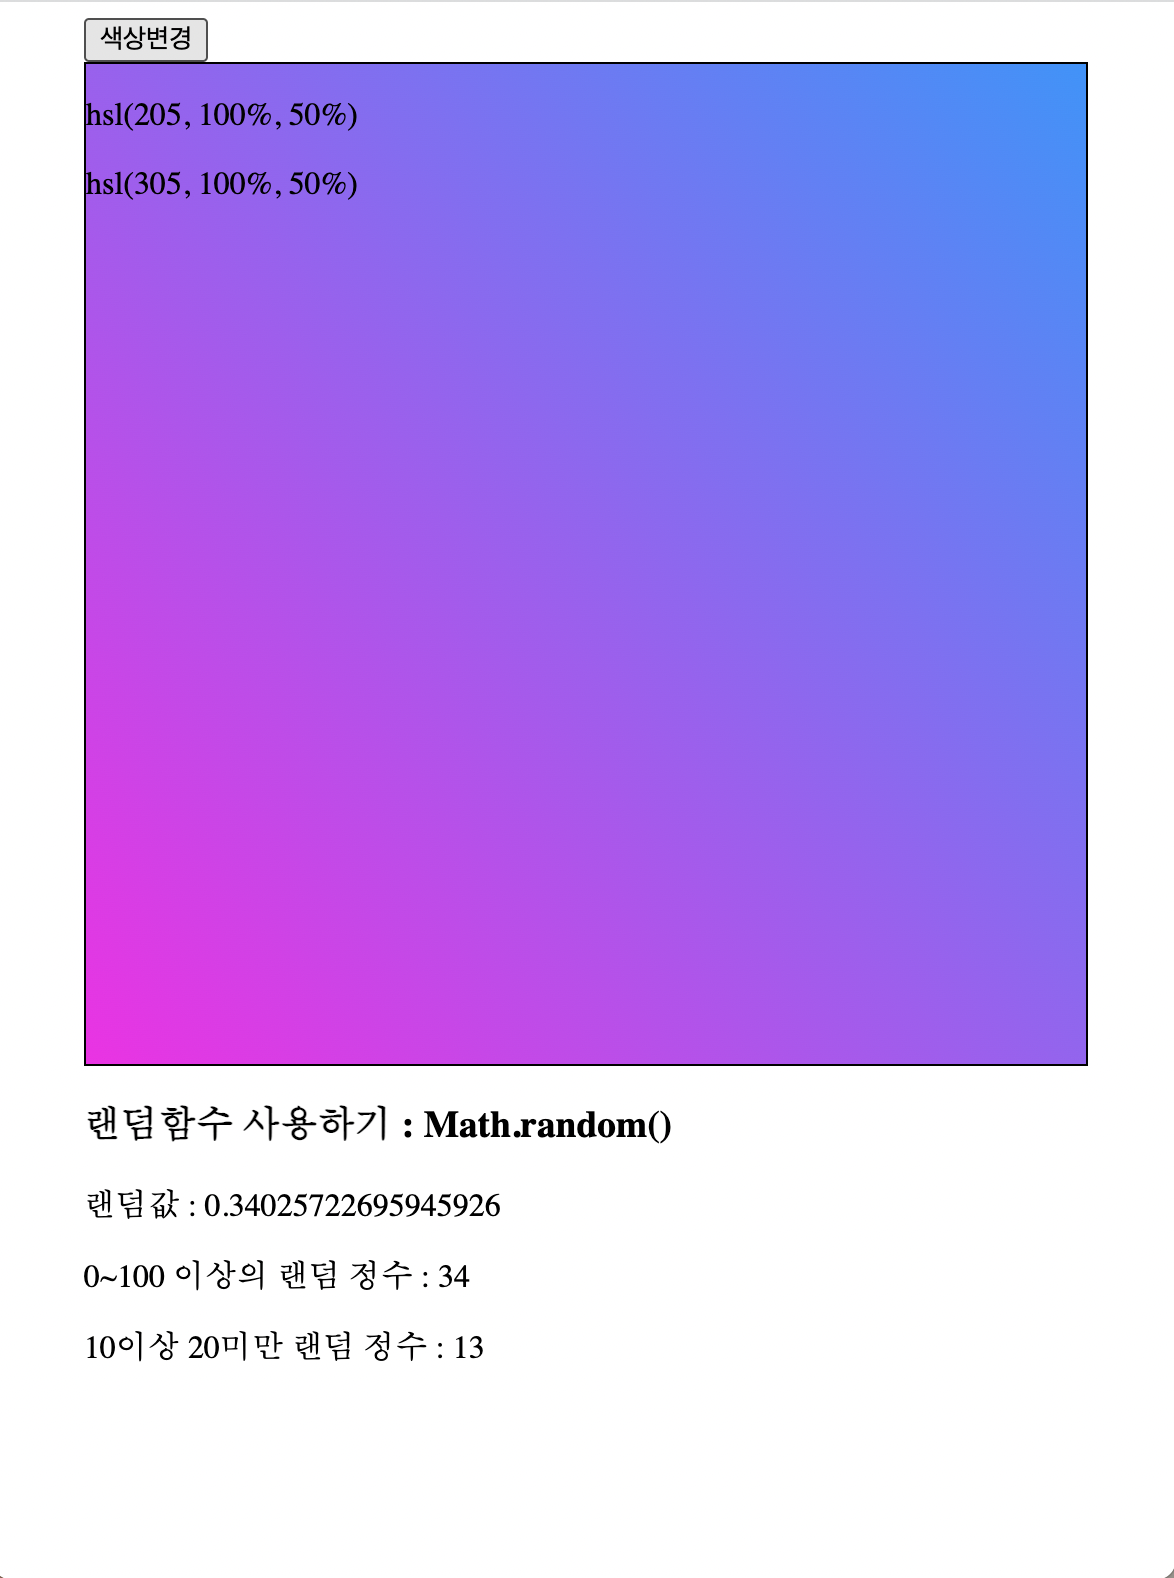 색상변경
hsl(205, 100%, 50%)
hsl(305, 100%, 50%)
랜덤함수 사용하기 : Math.random()
랜덤값 : 0.34025722695945926
0~100 이상의 랜덤 정수 : 34
10이상 20미만 랜덤 정수 : 13